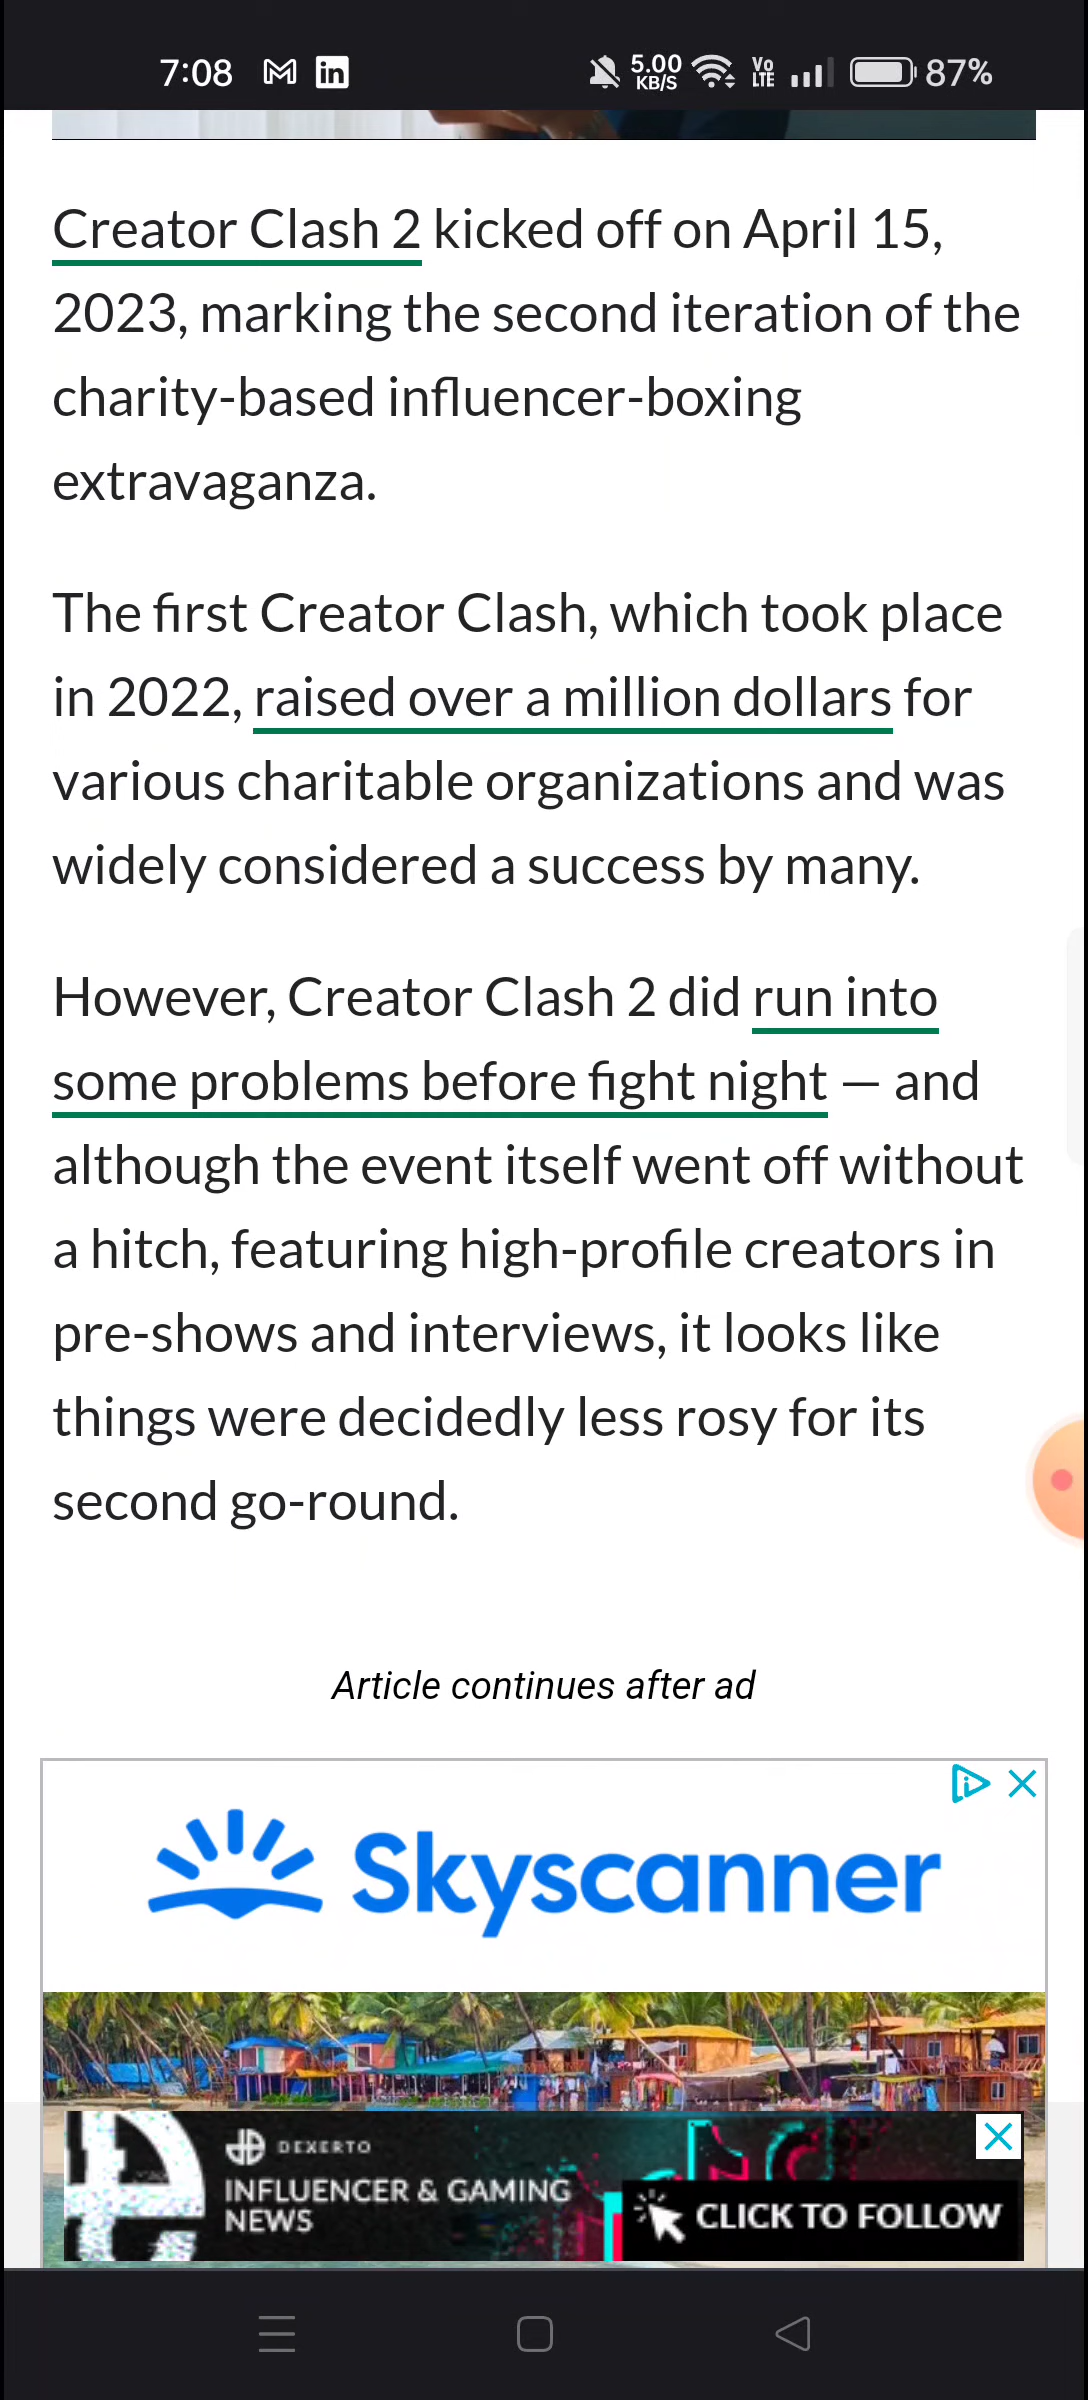 7:08
5.00
KB/S
Vo
LTE
87%
Creator Clash 2 kicked off on April 15,
2023, marking the second iteration of the
charity-based influencer-boxing
extravaganza.
The first Creator Clash, which took place
in 2022, raised over a million dollars for
various charitable organizations and was
widely considered a success by many.
However, Creator Clash 2 did run into
some problems before fight night — and
although the event itself went off without
a hitch, featuring high-profile creators in
pre-shows and interviews, it looks like
things were decidedly less rosy for its
second go-round.
Article continues after ad
Skyscanner
DEXERTO
INFLUENCER & GAMING
NEWS
CLICK TO FOLLOW